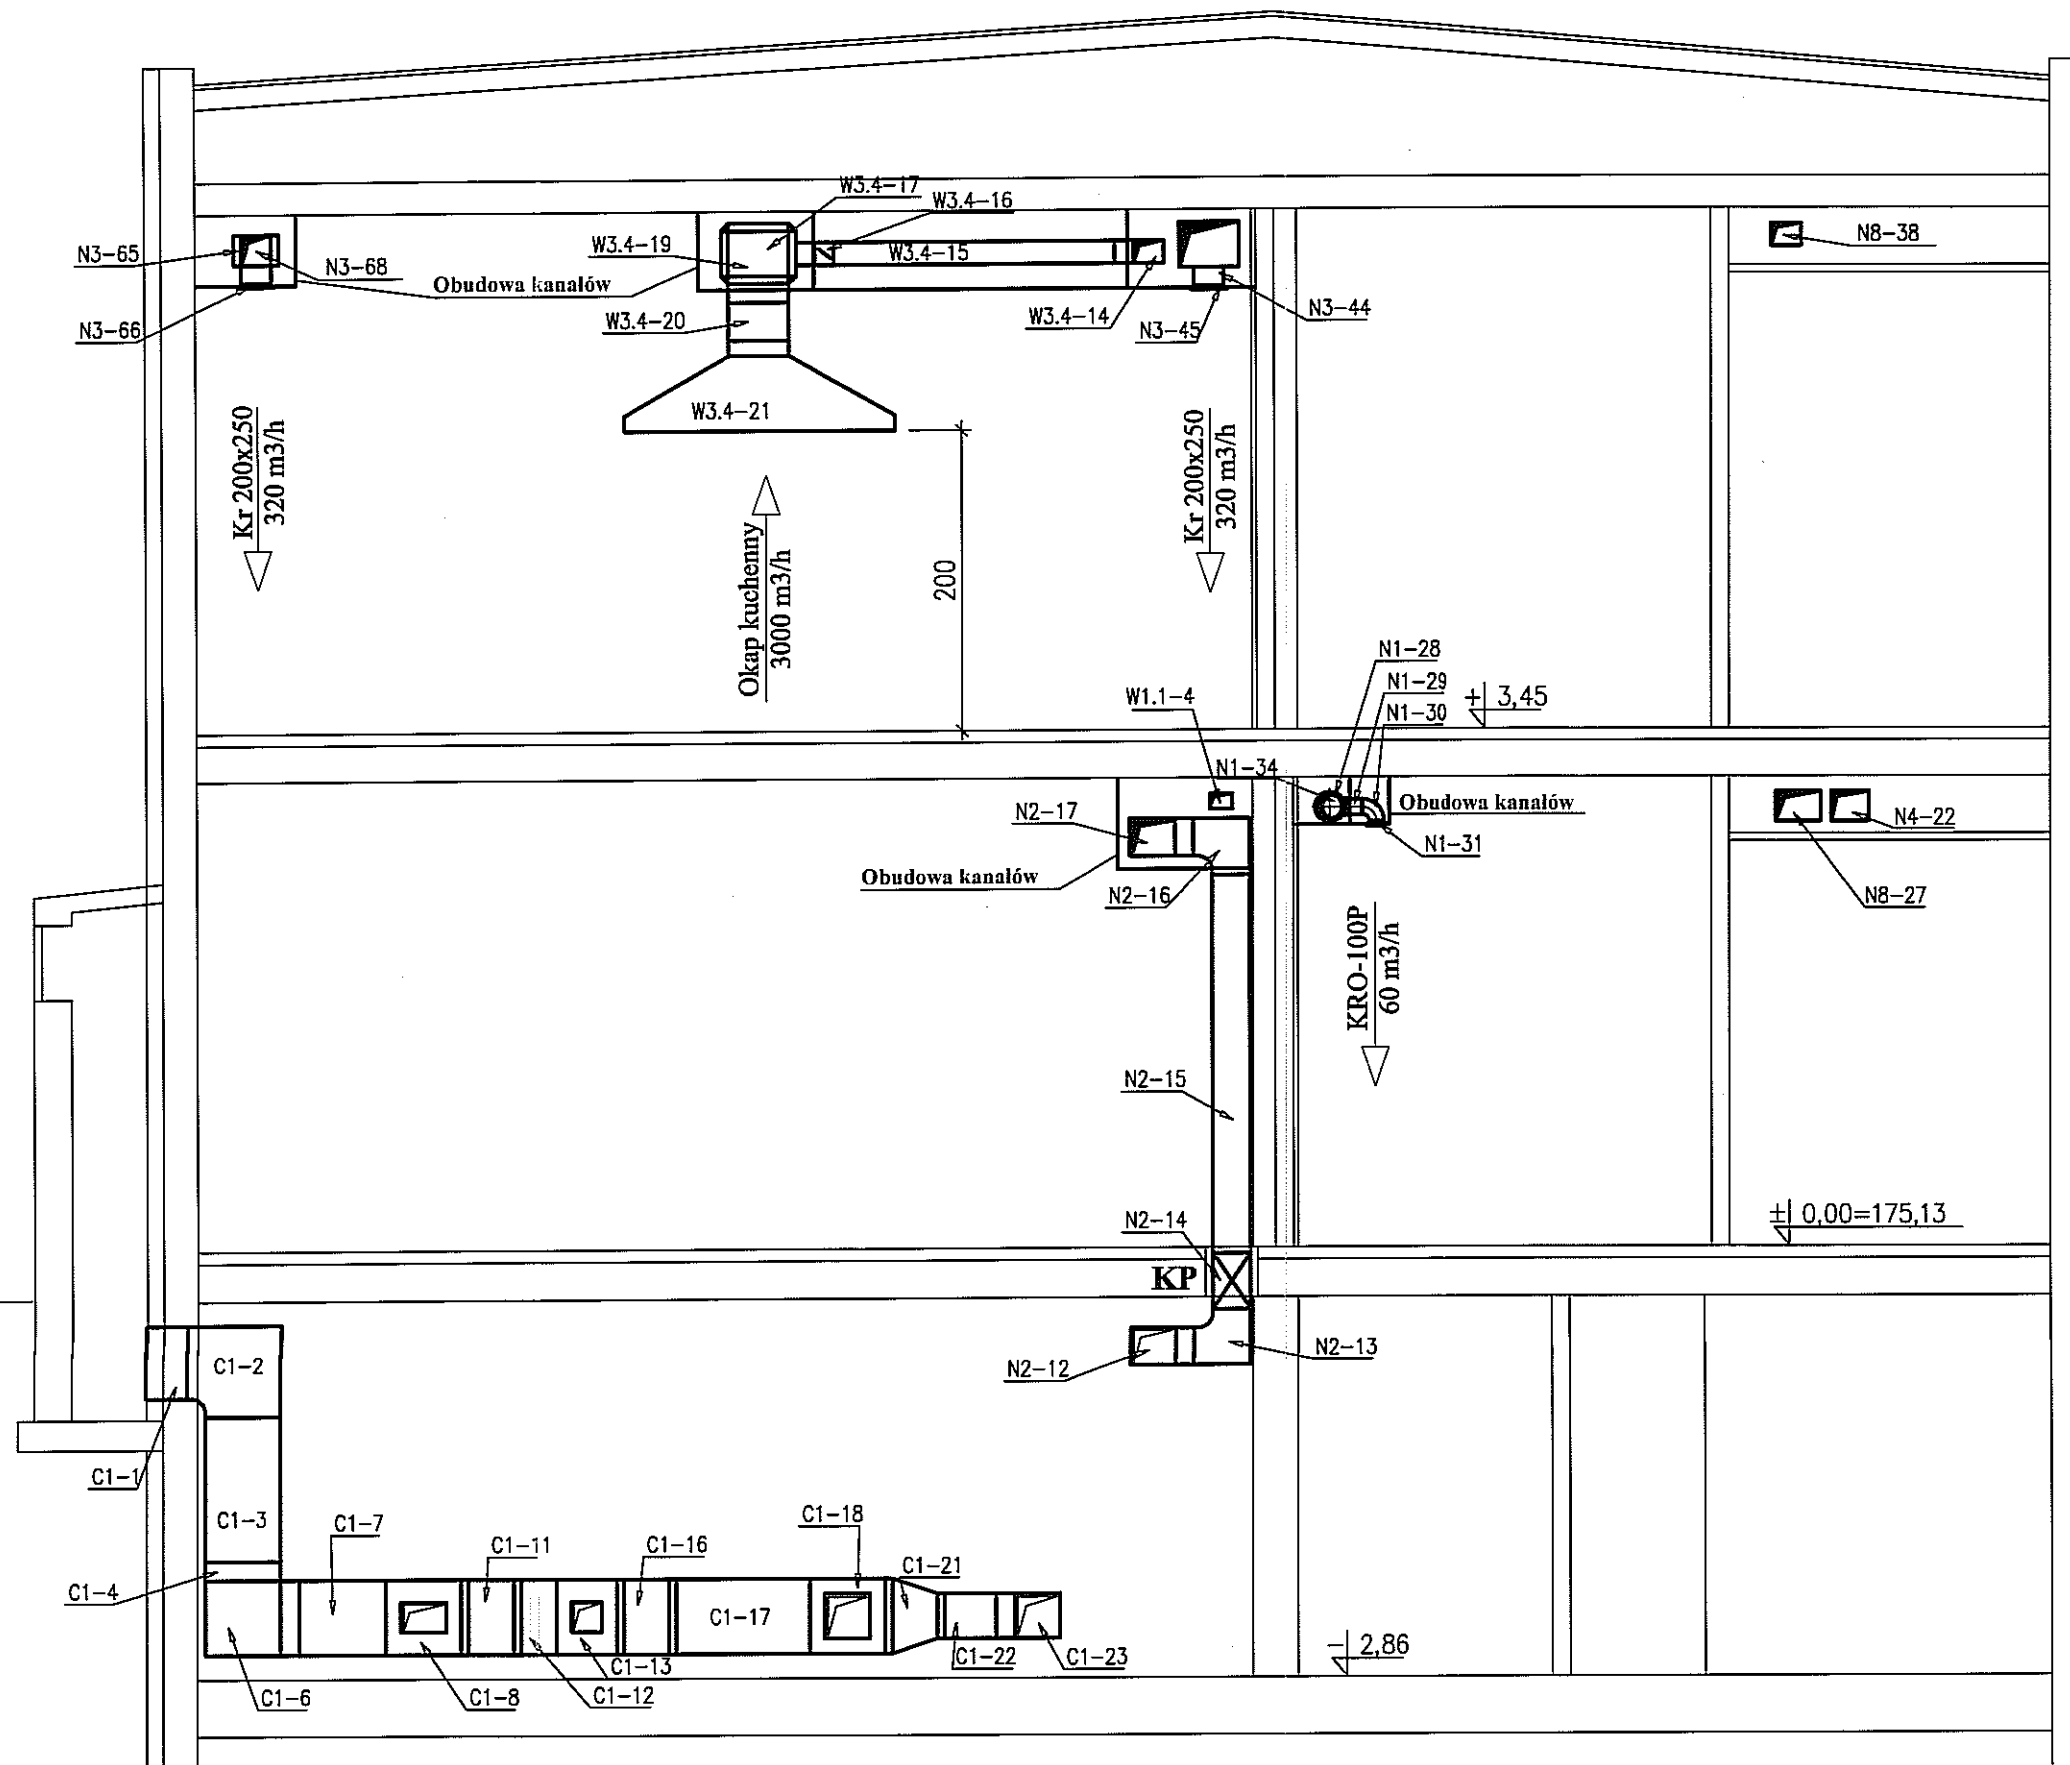 W3.4-17
W3.4-16
N3-65
N3-68
N3-66
Obudowa kanałów
W3.4-19
W3.4-15
W3.4-20
W3.4-14
N3-45
N3-44
N8-38
W3.4-21
Kr 200x250
320 m3/h
Okap kuchenny
3000 m3/h
200
Kr 200x250
320 m3/h
N1-28
N1-29
N1-30
+ 3,45
W1.1-4
N1-34
N2-17
Obudowa kanałów
N1-31
N4-22
N8-27
Obudowa kanałów
N2-16
KRO-100P
60 m3/h
N2-15
N2-14
± 0,00=175,13
KP
N2-12
N2-13
C1-2
C1-1
C1-3
C1-7
C1-11
C1-16
C1-18
C1-21
C1-4
C1-17
C1-6
C1-8
C1-12
C1-13
C1-22
C1-23
- 2,86